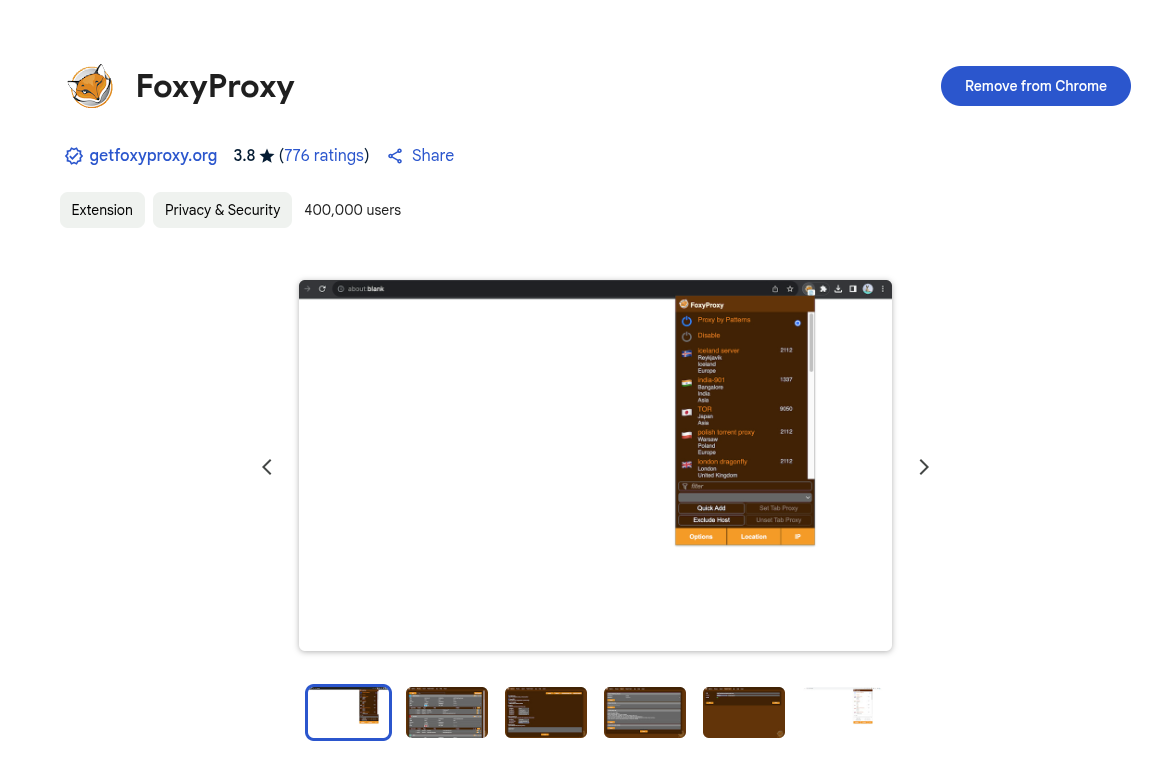 FoxyProxy
Remove from Chrome
getfoxyproxy.org 3.8 ★ (776 ratings) Share
Extension Privacy & Security 400,000 users
about:blank
FoxyProxy
Proxy by Patterns
Disable
Iceland server 2112
Reykjavik
Iceland
Europe
india-901 1337
Bangalore
India
Asia
TOR 9050
Japan
Asia
polish torrent proxy 2112
Warsaw
Poland
Europe
london dragonfly 2112
London
United Kingdom
filter
Quick Add Set Tab Proxy
Exclude Host Unset Tab Proxy
Options Location IP